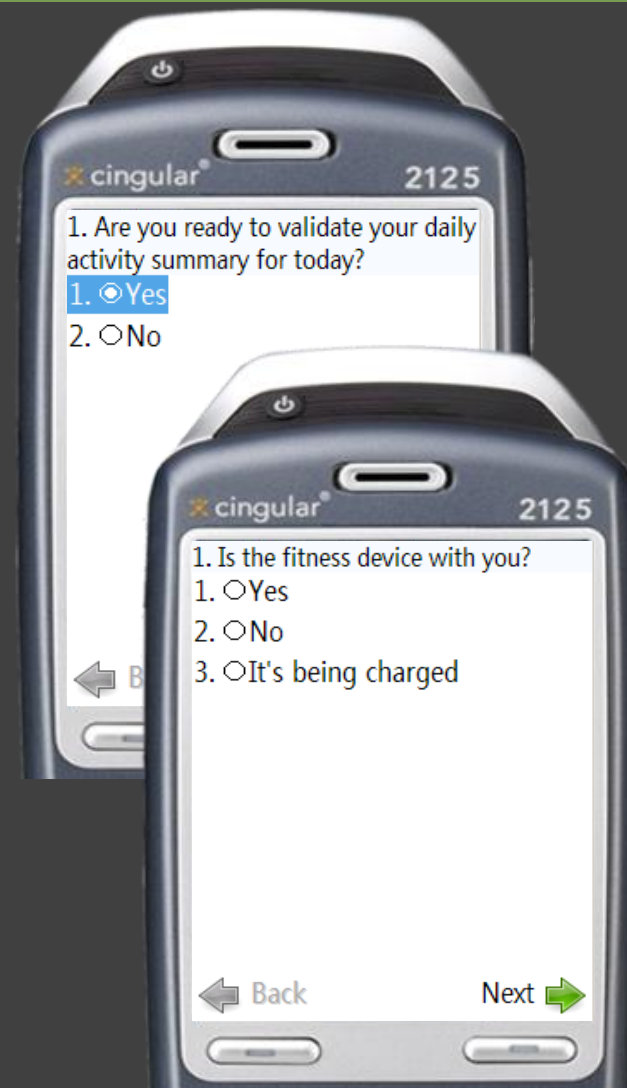 cingular®
2125
1. Are you ready to validate your daily
activity summary for today?
1. Yes
2. No
B
cingular®
2125
1. Is the fitness device with you?
1. Yes
2. No
3. It's being charged
Back
Next